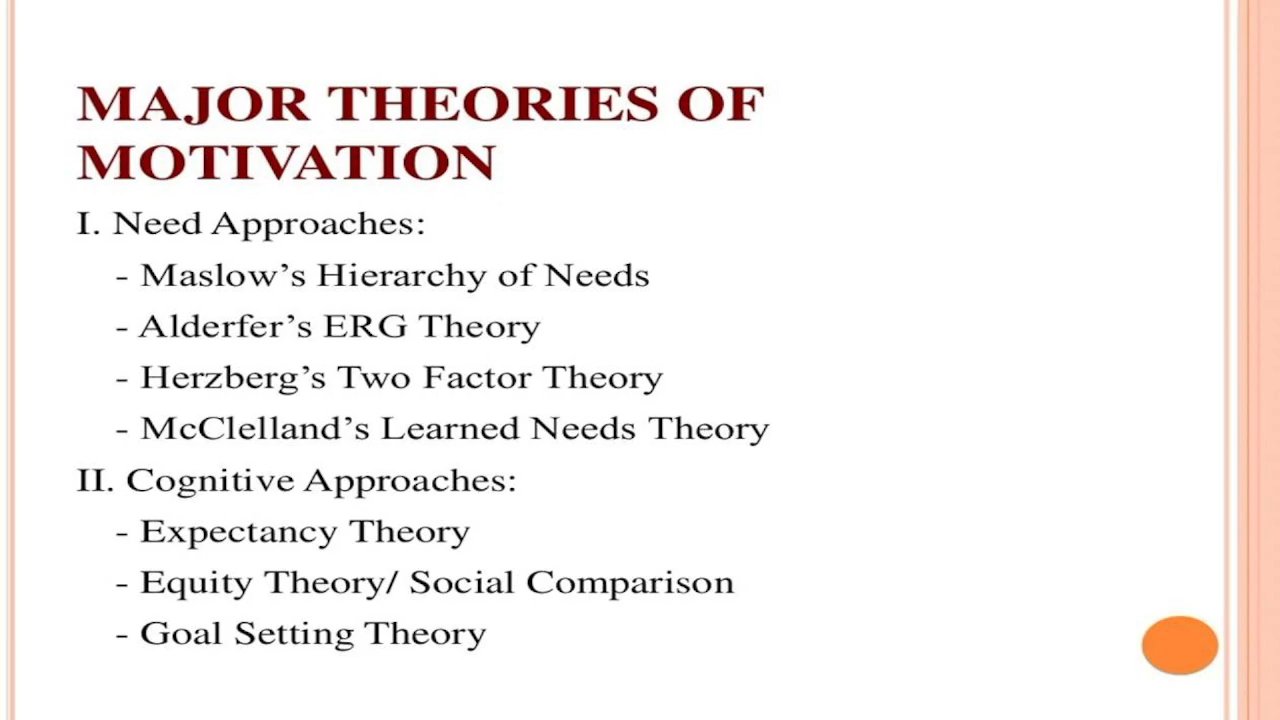 MAJOR THEORIES OF
MOTIVATION
I. Need Approaches:
- Maslow’s Hierarchy of Needs
- Alderfer’s ERG Theory
- Herzberg’s Two Factor Theory
- McClelland’s Learned Needs Theory
II. Cognitive Approaches:
- Expectancy Theory
- Equity Theory/ Social Comparison
- Goal Setting Theory